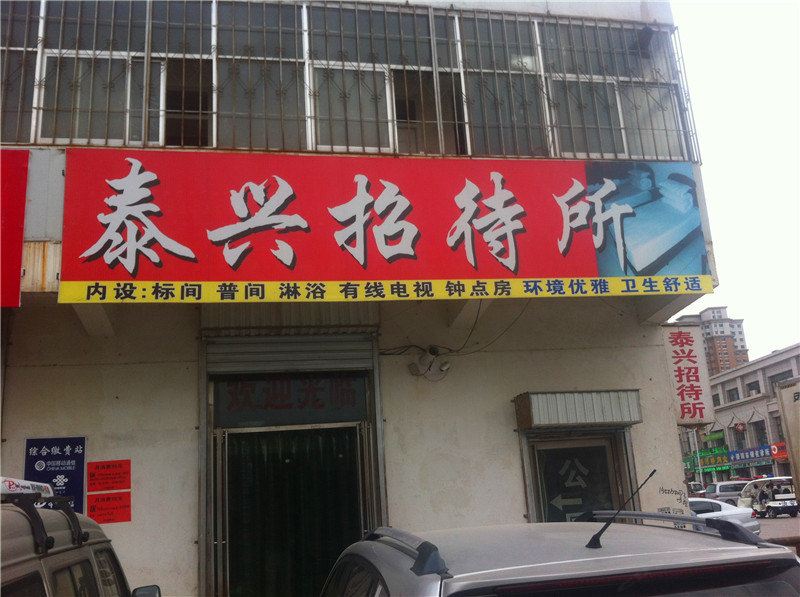 泰兴招待所
内设:标间 普间 淋浴 有线电视 钟点房 环境优雅 卫生舒适
泰兴招待所
欢迎光临
综合缴费站
中国移动通信
CHINA MOBILE
公